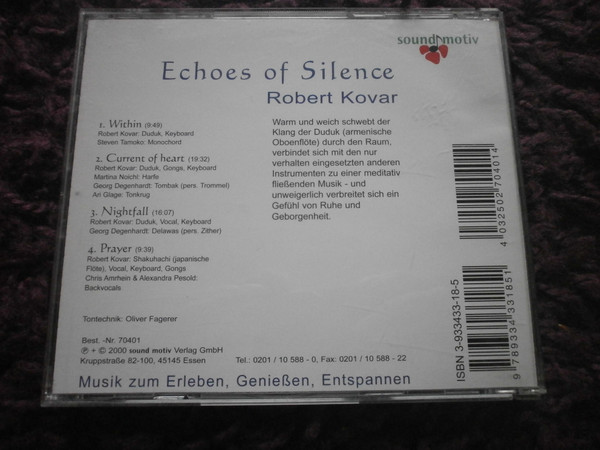 sound motiv
Echoes of Silence
Robert Kovar
1. Within (9:49)
Robert Kovar: Duduk, Keyboard
Steven Tamoko: Monochord
2. Current of heart (19:32)
Robert Kovar: Duduk, Gongs, Keyboard
Martina Noichl: Harfe
Georg Degenhardt: Tombak (pers. Trommel)
Ari Glage: Tonkrug
3. Nightfall (16:07)
Robert Kovar: Duduk, Vocal, Keyboard
Georg Degenhardt: Delawas (pers. Zither)
4. Prayer (9:39)
Robert Kovar: Shakuhachi (japanische
Flöte), Vocal, Keyboard, Gongs
Chris Amrhein & Alexandra Pesold:
Backvocals
Warm und weich schwebt der
Klang der Duduk (armenische
Oboenflöte) durch den Raum,
verbindet sich mit den nur
verhalten eingesetzten anderen
Instrumenten zu einer meditativ
fließenden Musik - und
unweigerlich verbreitet sich ein
Gefühl von Ruhe und
Geborgenheit.
Tontechnik: Oliver Fagerer
Best. -Nr. 70401
℗ + © 2000 sound motiv Verlag GmbH
Kruppstraße 82-100, 45145 Essen
Tel.: 0201 / 10 588 - 0, Fax: 0201 / 10 588 - 22
Musik zum Erleben, Genießen, Entspannen
4 032502 704014
ISBN 3-933433-18-5
9 789334 331851